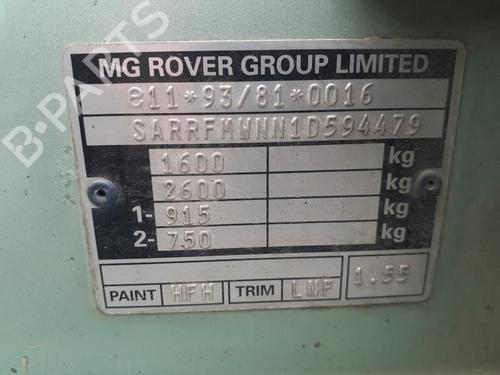 B-PARTS
MG ROVER GROUP LIMITED
e11*93/81*0016
SARRFMWNN1D594479
1600 kg
2600 kg
1- 915 kg
2- 750 kg
PAINT HFH TRIM LNF 1.55